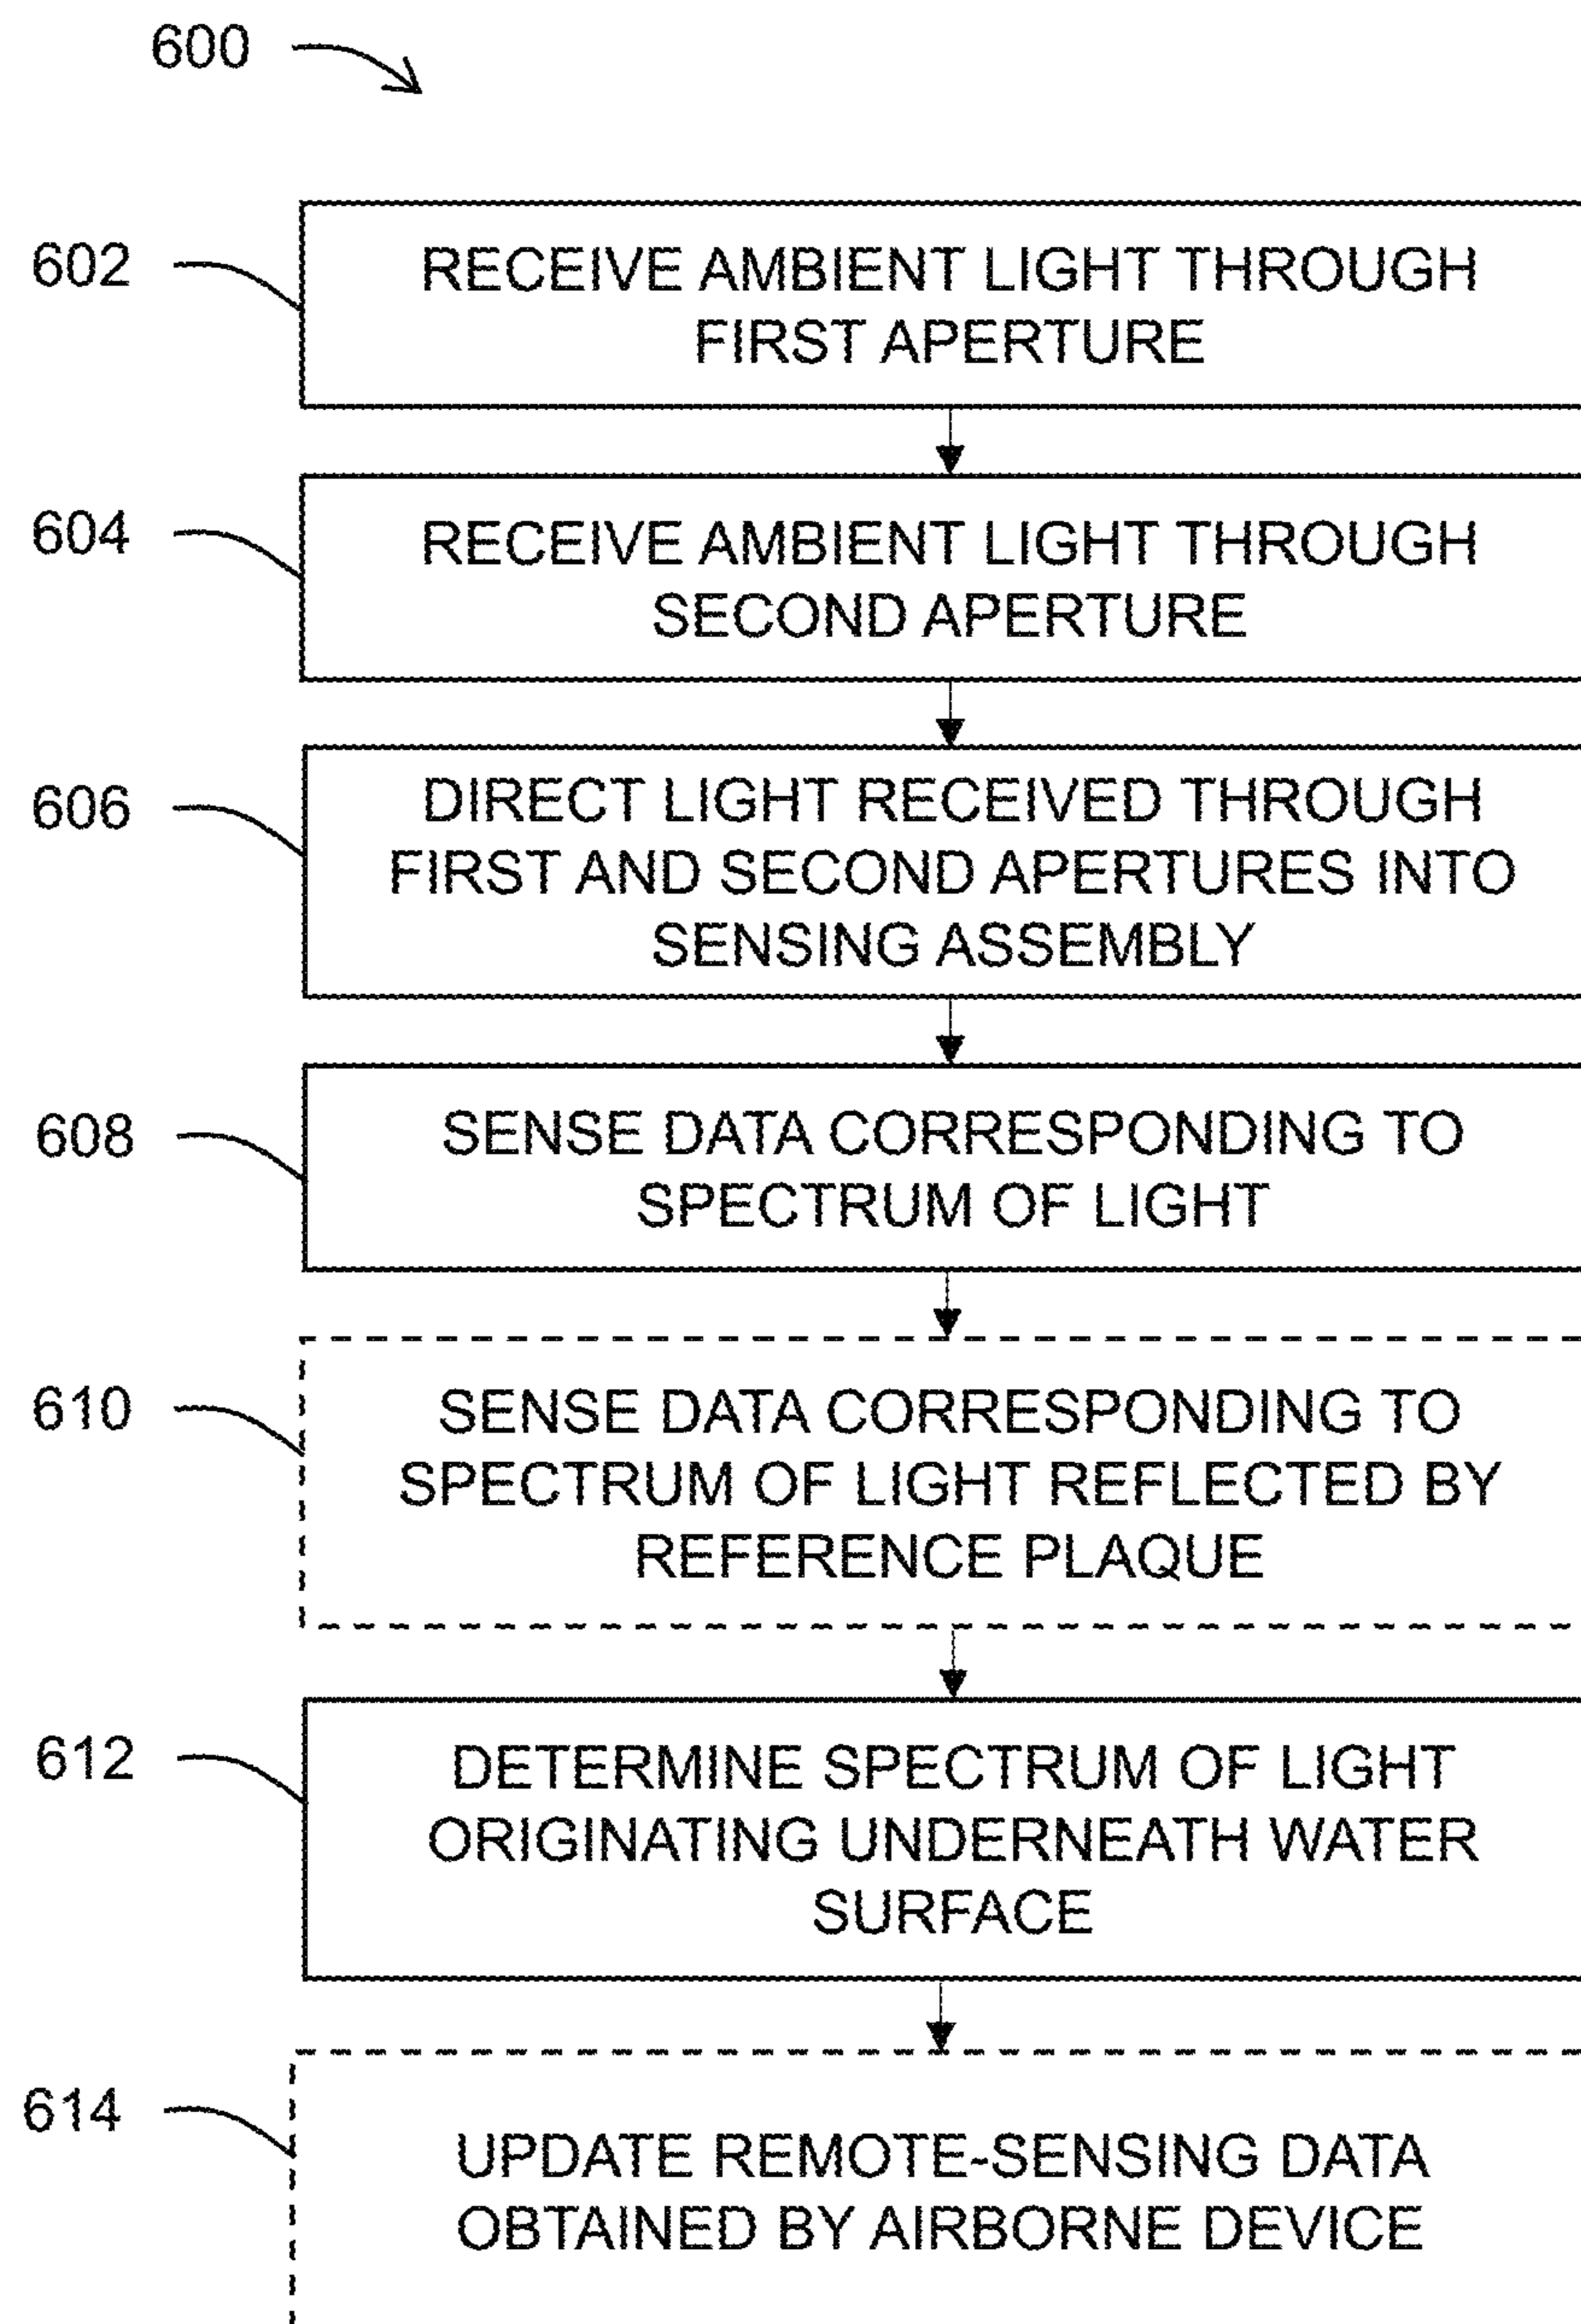 600
602
RECEIVE AMBIENT LIGHT THROUGH
FIRST APERTURE
604
RECEIVE AMBIENT LIGHT THROUGH
SECOND APERTURE
606
DIRECT LIGHT RECEIVED THROUGH
FIRST AND SECOND APERTURES INTO
SENSING ASSEMBLY
608
SENSE DATA CORRESPONDING TO
SPECTRUM OF LIGHT
610
SENSE DATA CORRESPONDING TO
SPECTRUM OF LIGHT REFLECTED BY
REFERENCE PLAQUE
612
DETERMINE SPECTRUM OF LIGHT
ORIGINATING UNDERNEATH WATER
SURFACE
614
UPDATE REMOTE-SENSING DATA
OBTAINED BY AIRBORNE DEVICE